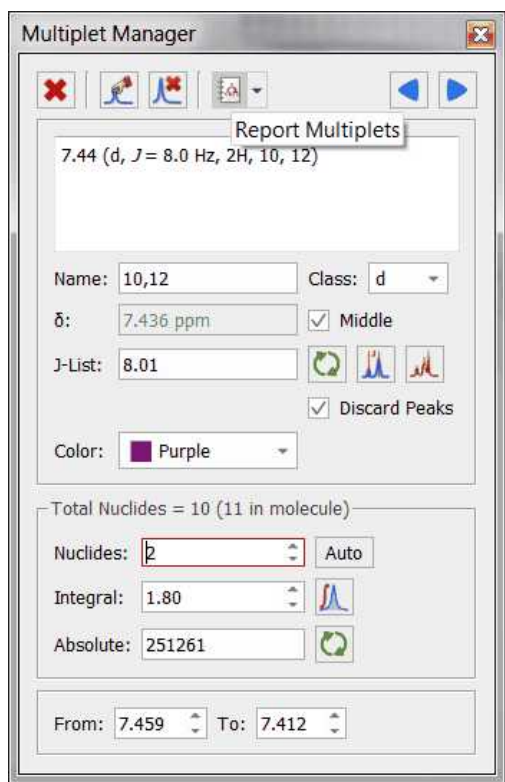 Multiplet Manager
Report Multiplets
7.44 (d, J = 8.0 Hz, 2H, 10, 12)
Name: 10,12 Class: d
δ: 7.436 ppm Middle
J-List: 8.01
Discard Peaks
Color: Purple
Total Nuclides = 10 (11 in molecule)
Nuclides: 2 Auto
Integral: 1.80
Absolute: 251261
From: 7.459 To: 7.412